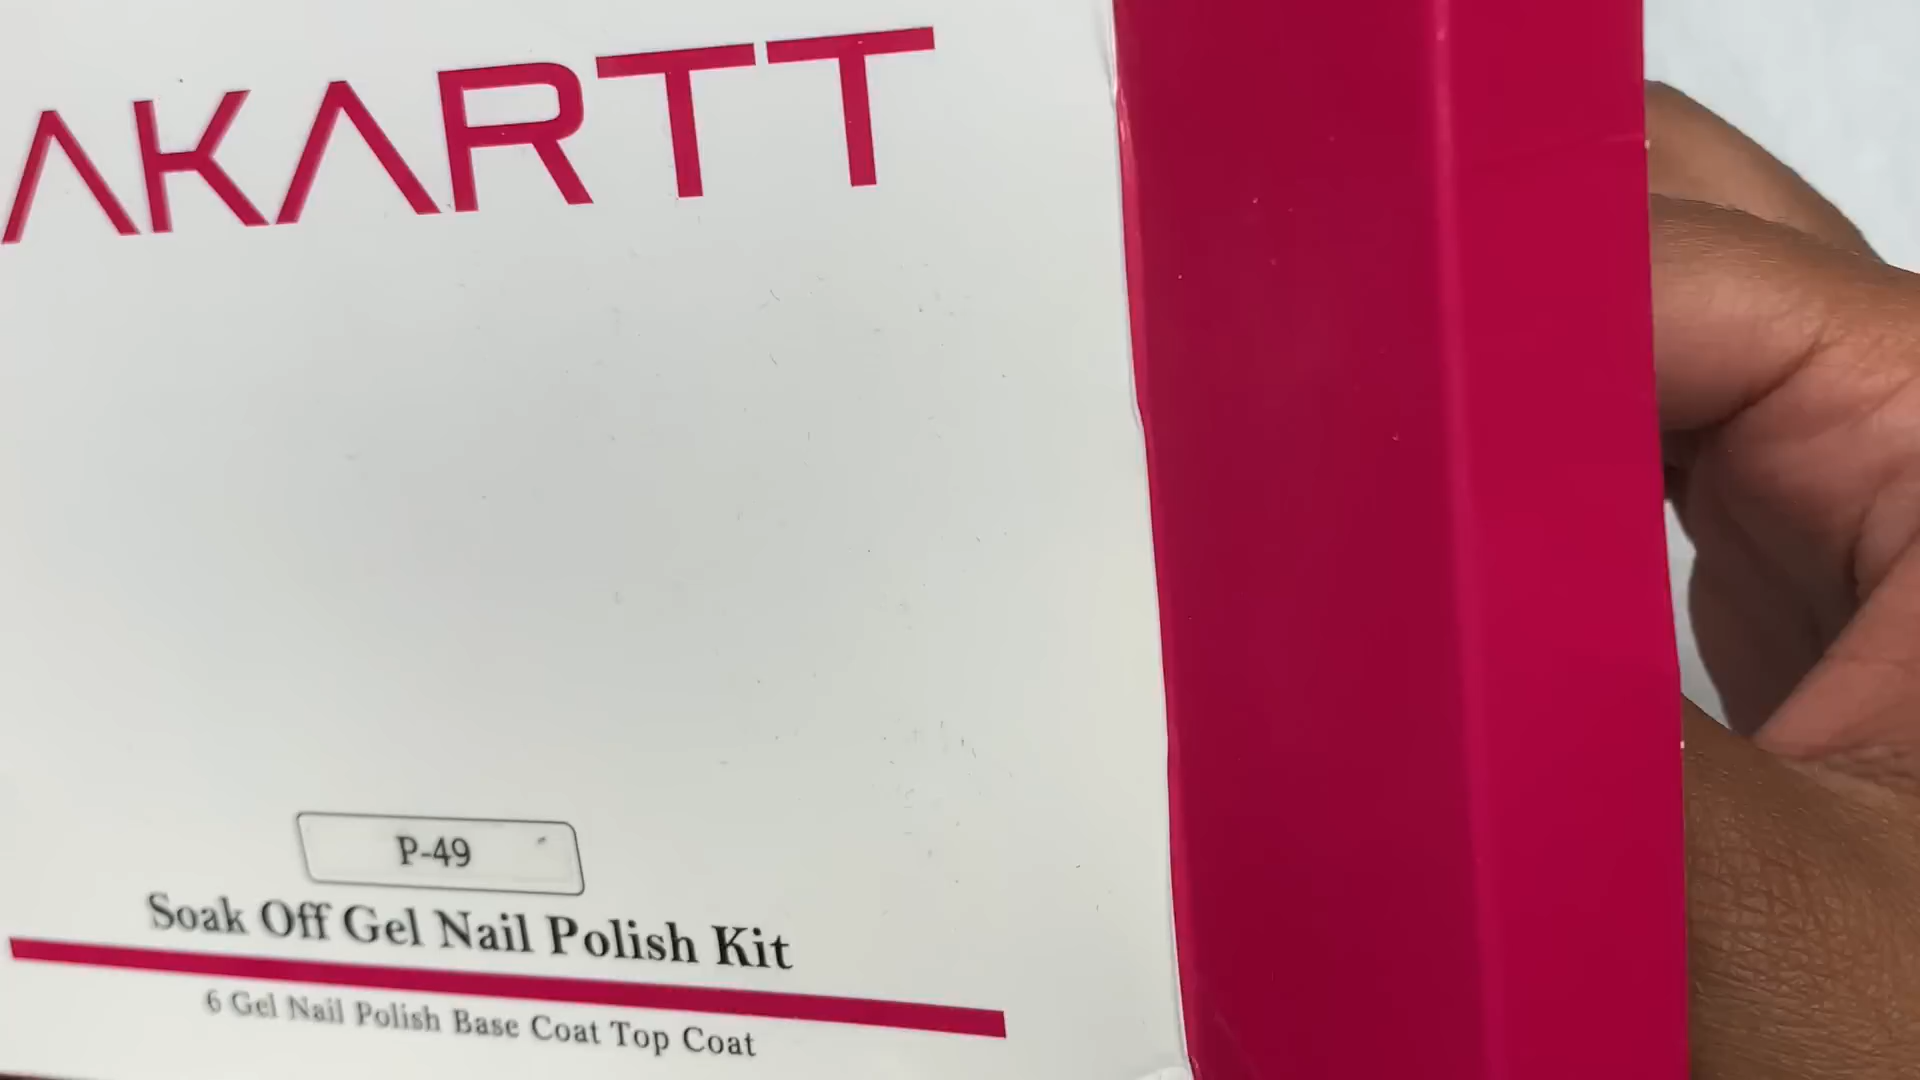 AKARTT
P-49
Soak Off Gel Nail Polish Kit
6 Gel Nail Polish Base Coat Top Coat